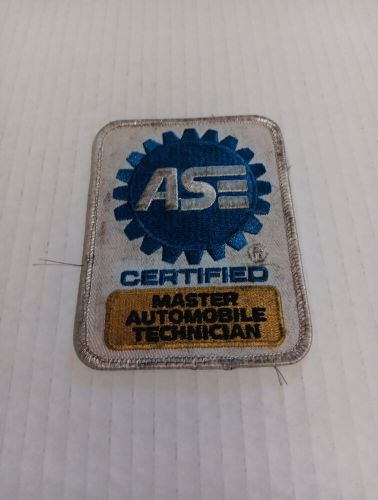 ASE
®
CERTIFIED
MASTER
AUTOMOBILE
TECHNICIAN